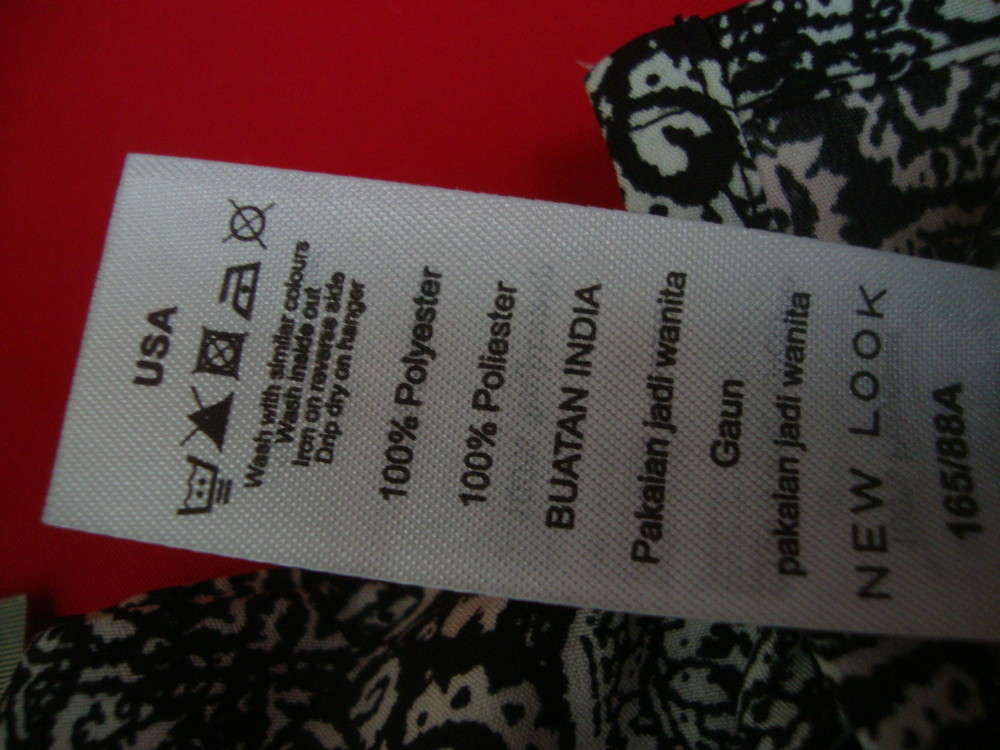 USA
Wash with similar colours
Wash inside out
Iron on reverse side
Drip dry on hanger
100% Polyester
100% Poliester
BUATAN INDIA
Pakaian jadi wanita
Gaun
pakaian jadi wanita
NEW LOOK
165/88A